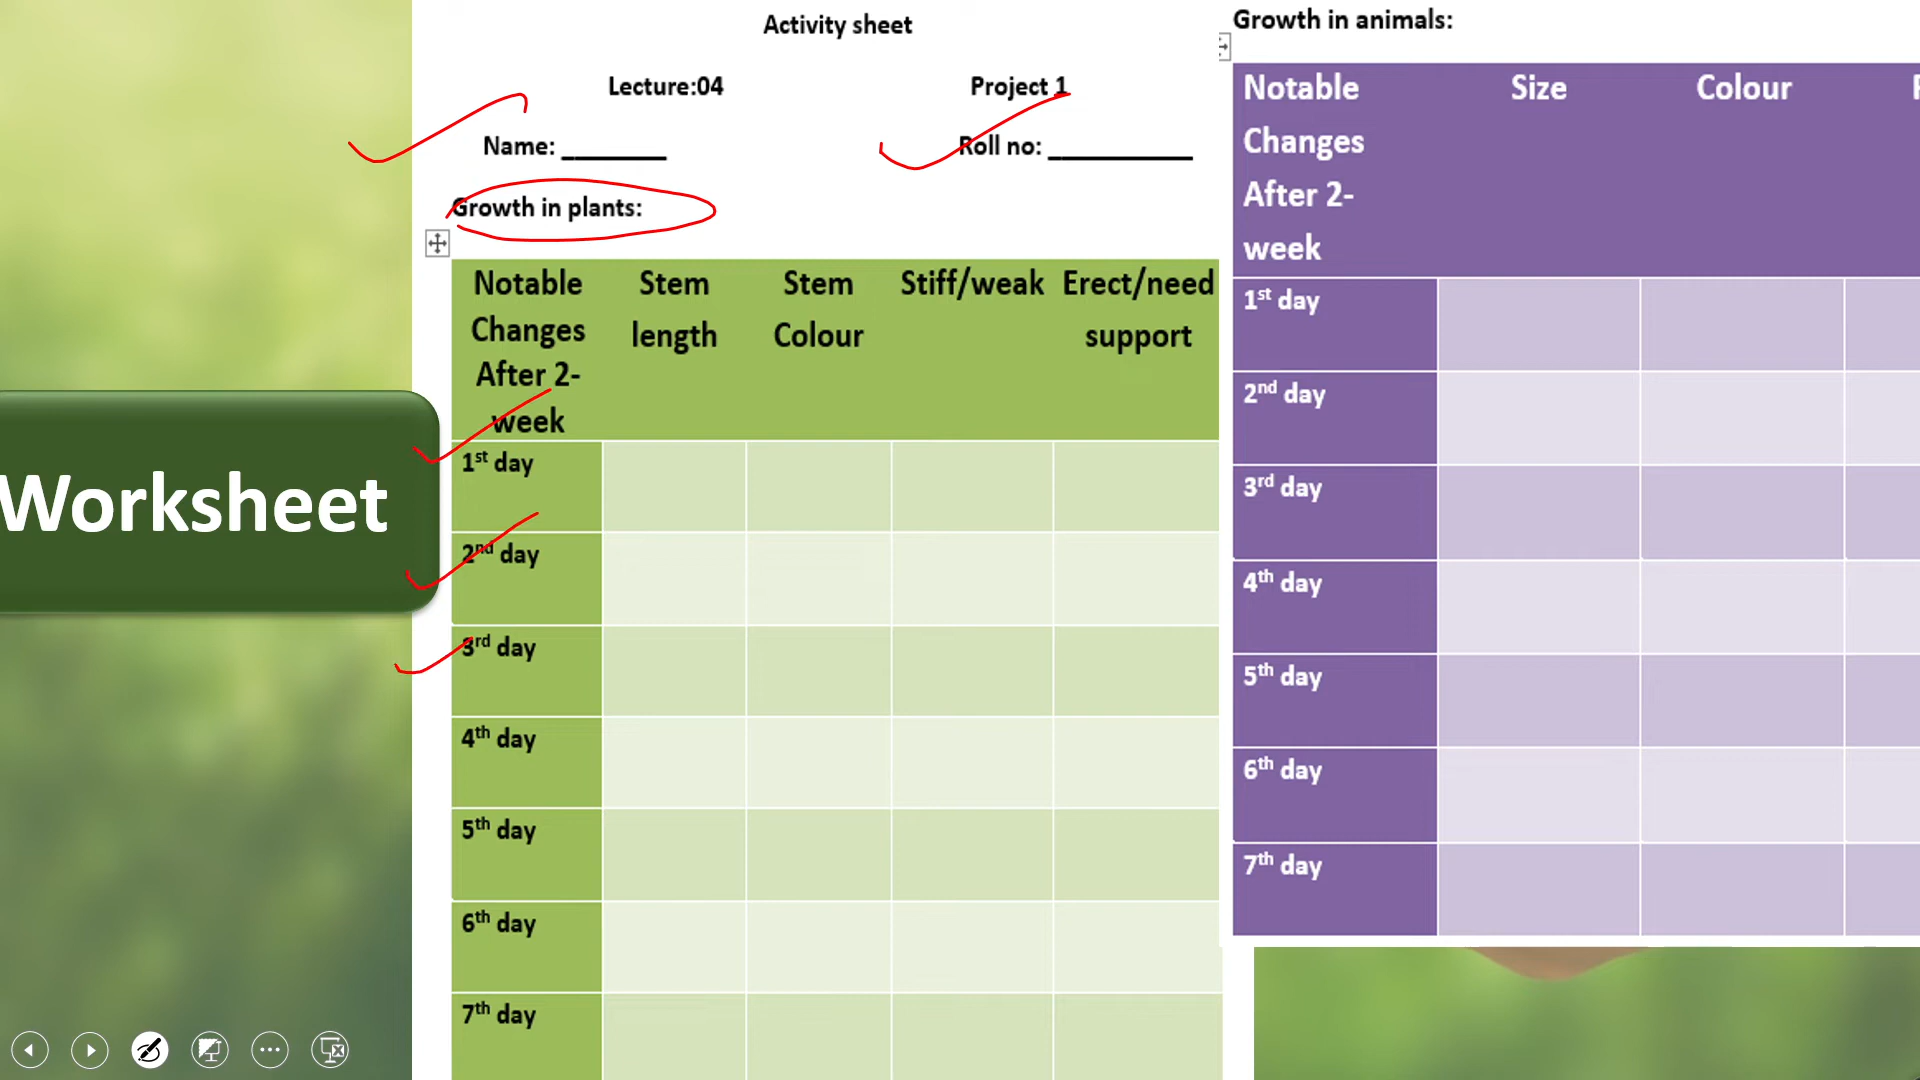 Worksheet
Activity sheet
Lecture:04 Project 1
Name: ________ Roll no: ___________
Growth in plants:
Notable Changes After 2-week Stem length Stem Colour Stiff/weak Erect/need support
1st day
2nd day
3rd day
4th day
5th day
6th day
7th day
Growth in animals:
Notable Changes After 2-week Size Colour
1st day
2nd day
3rd day
4th day
5th day
6th day
7th day